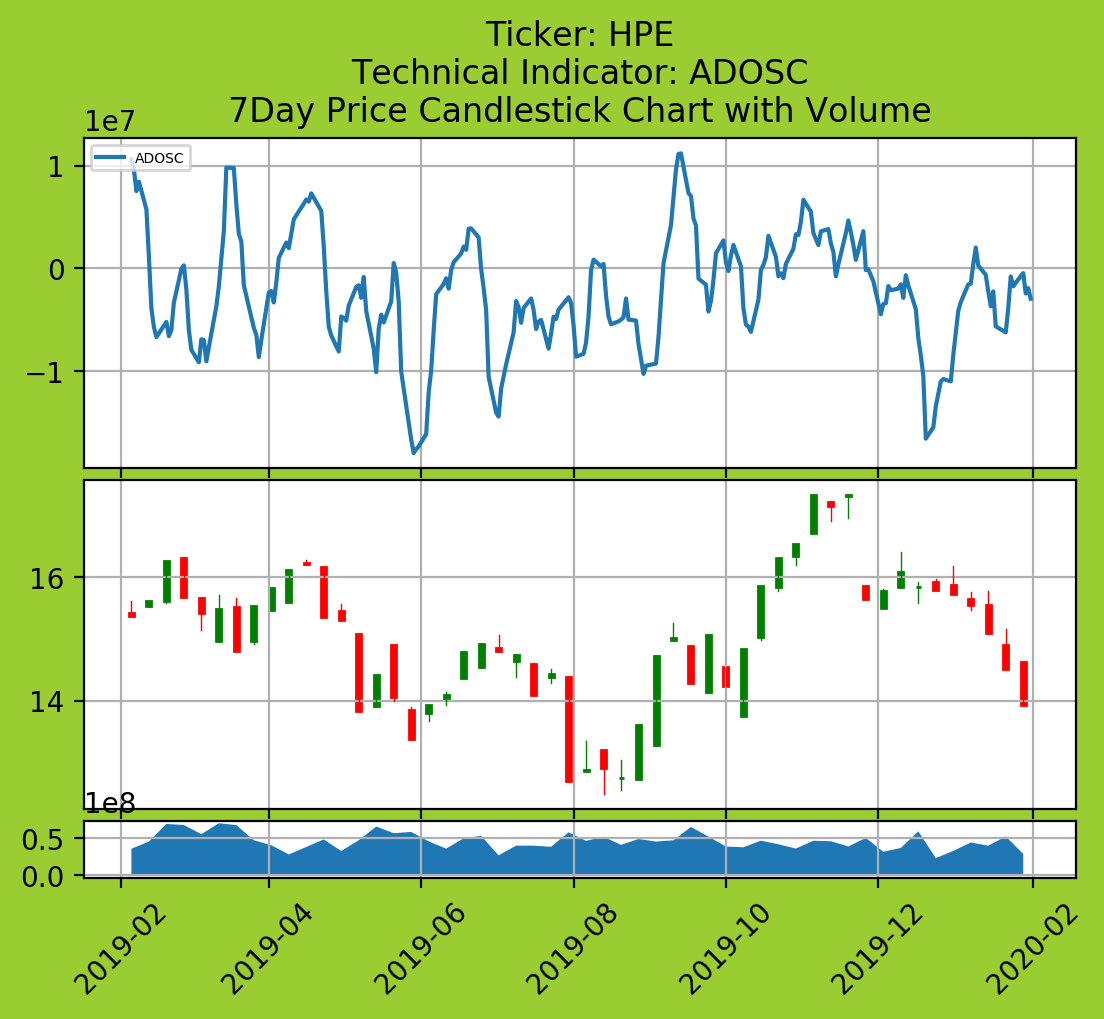 Ticker: HPE
Technical Indicator: ADOSC
7Day Price Candlestick Chart with Volume
1e7
ADOSC
1
0
−1
16
14
1e8
0.5
0.0
2019-02
2019-04
2019-06
2019-08
2019-10
2019-12
2020-02